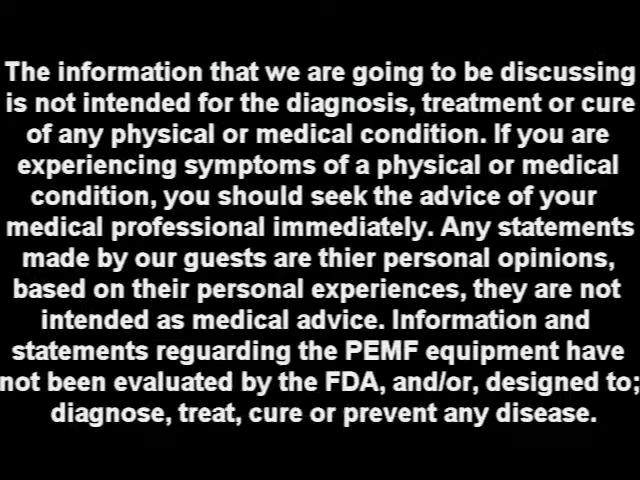 The information that we are going to be discussing
is not intended for the diagnosis, treatment or cure
of any physical or medical condition. If you are
experiencing symptoms of a physical or medical
condition, you should seek the advice of your
medical professional immediately. Any statements
made by our guests are thier personal opinions,
based on their personal experiences, they are not
intended as medical advice. Information and
statements reguarding the PEMF equipment have
not been evaluated by the FDA, and/or, designed to;
diagnose, treat, cure or prevent any disease.